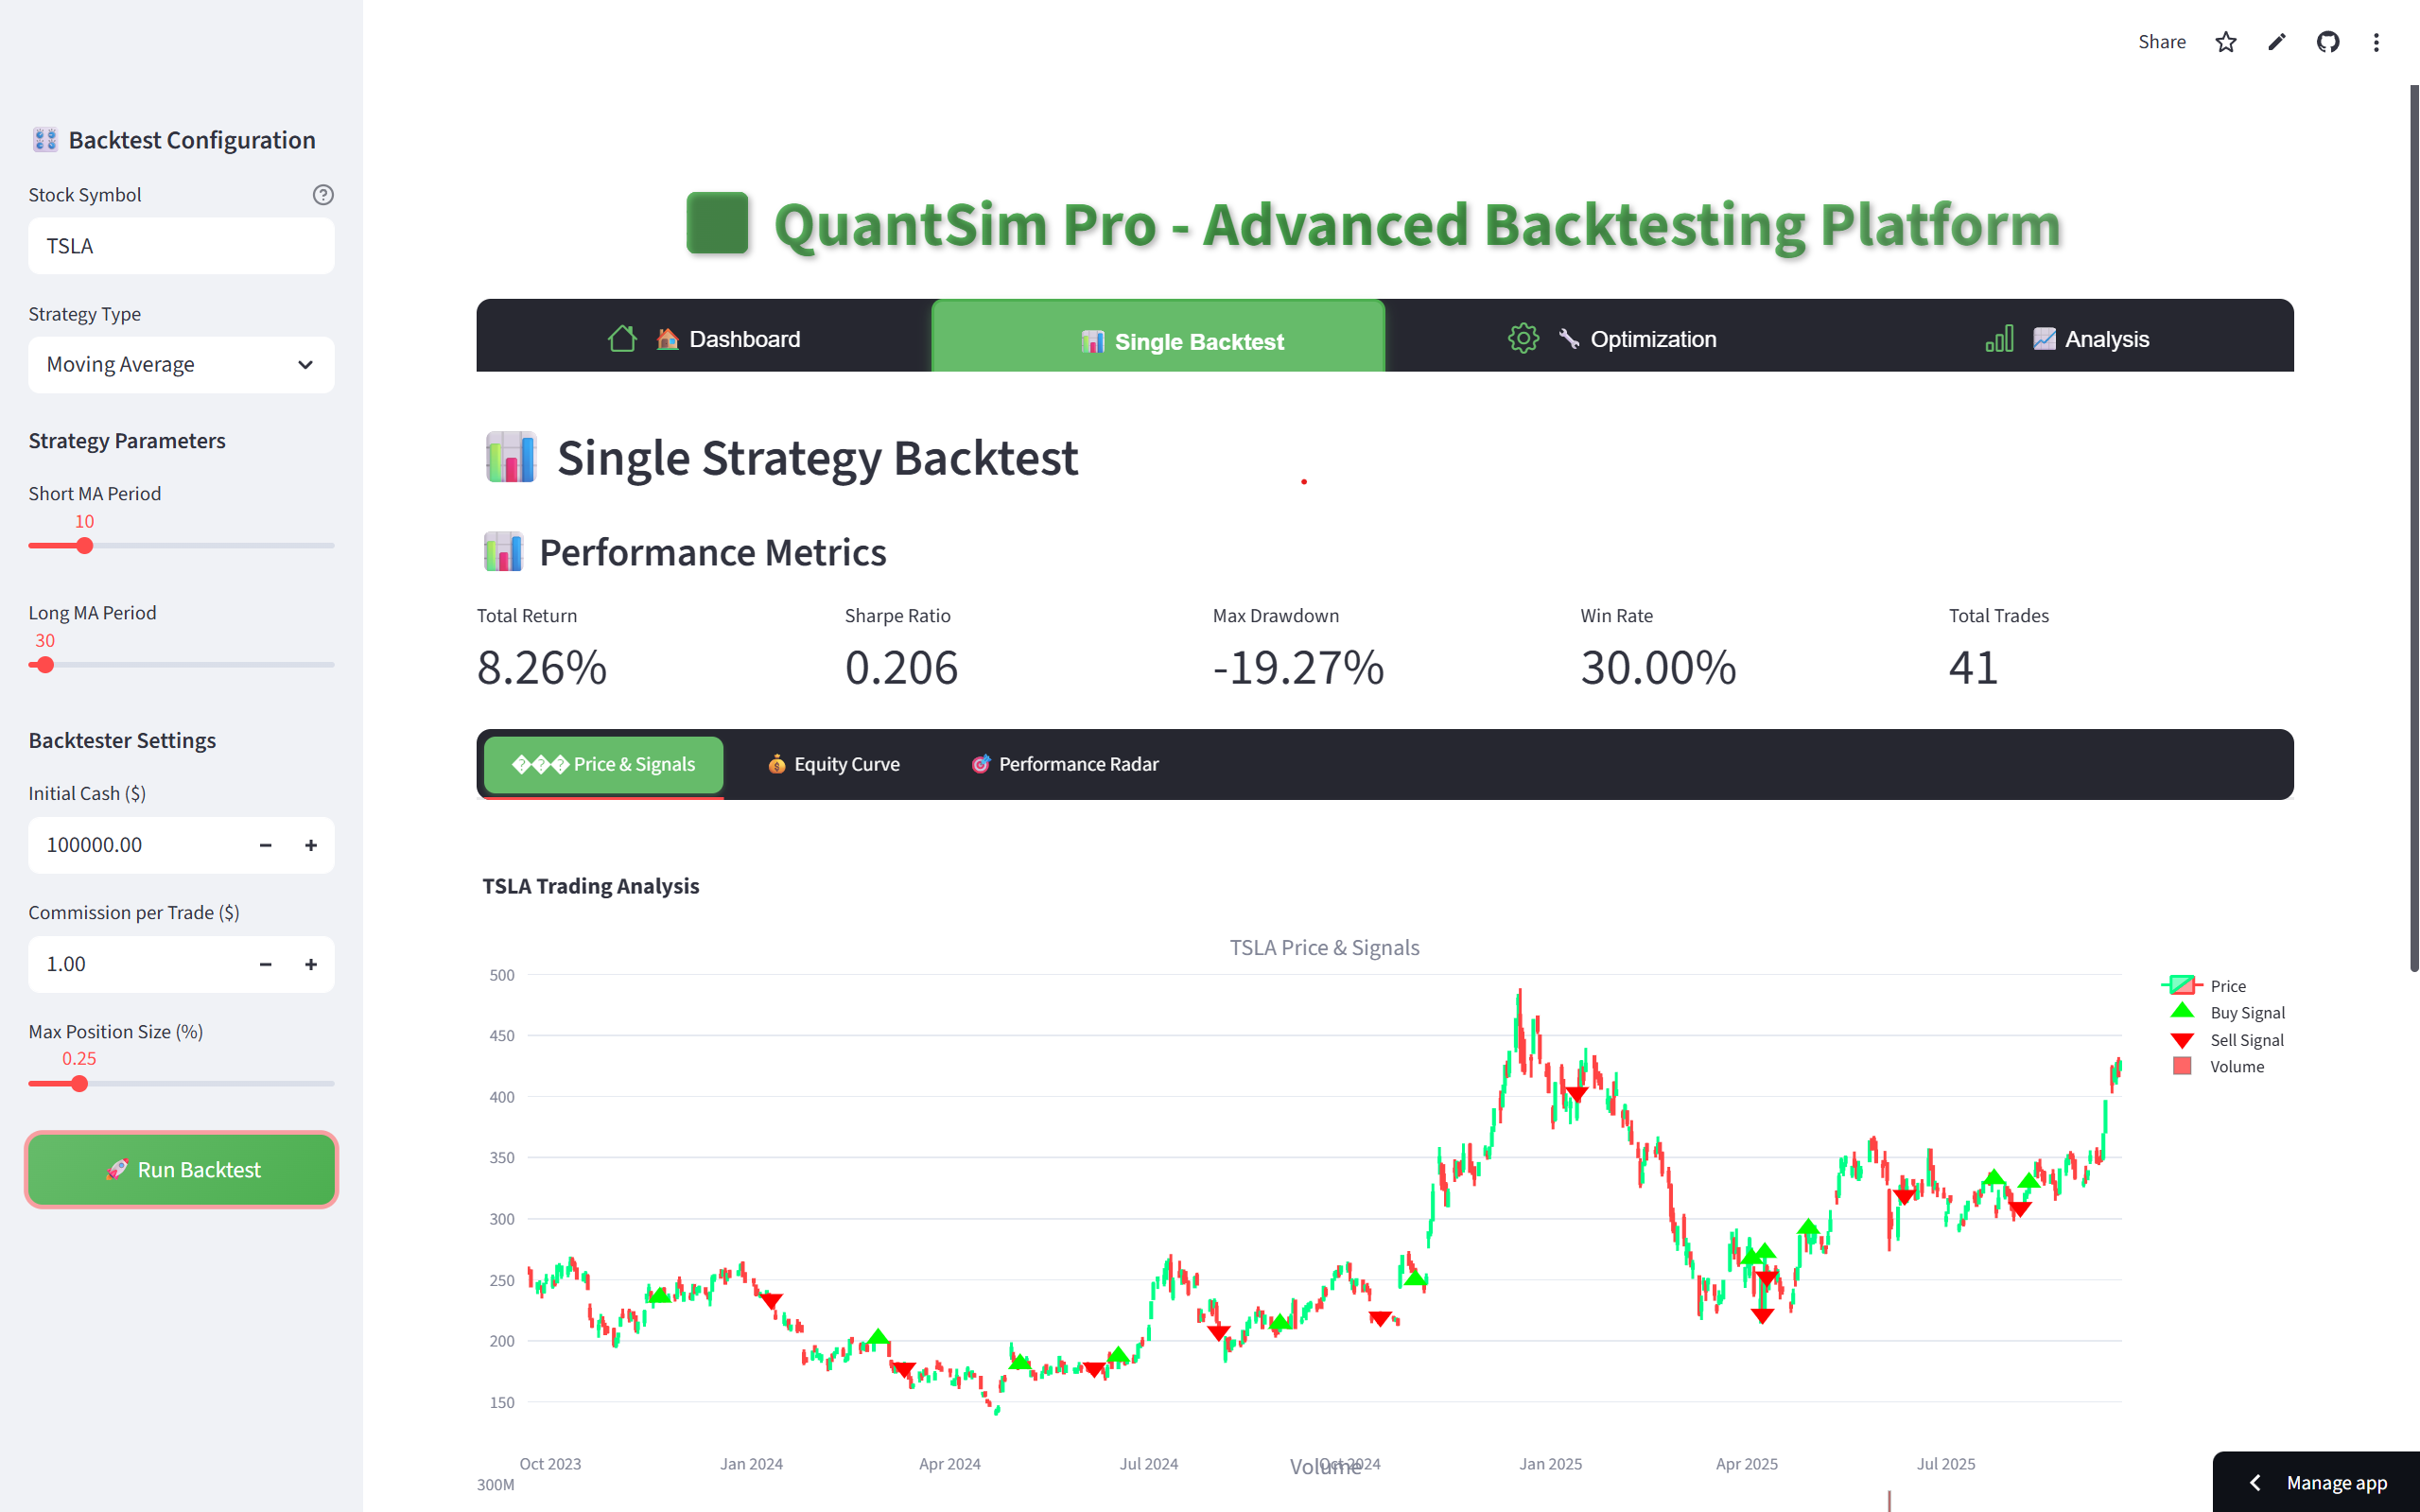 Share
Backtest Configuration
Stock Symbol
TSLA
Strategy Type
Moving Average
Strategy Parameters
Short MA Period
10
Long MA Period
30
Backtester Settings
Initial Cash ($)
100000.00
Commission per Trade ($)
1.00
Max Position Size (%)
0.25
🚀 Run Backtest
QuantSim Pro - Advanced Backtesting Platform
🏠 Dashboard
📊 Single Backtest
🔧 Optimization
📈 Analysis
📊 Single Strategy Backtest
📊 Performance Metrics
Total Return
8.26%
Sharpe Ratio
0.206
Max Drawdown
-19.27%
Win Rate
30.00%
Total Trades
41
��� Price & Signals
💰 Equity Curve
🎯 Performance Radar
TSLA Trading Analysis
TSLA Price & Signals
500
450
400
350
300
250
200
150
Price
Buy Signal
Sell Signal
Volume
Oct 2023
Jan 2024
Apr 2024
Jul 2024
Oct 2024
Jan 2025
Apr 2025
Jul 2025
Volume
300M
Manage app